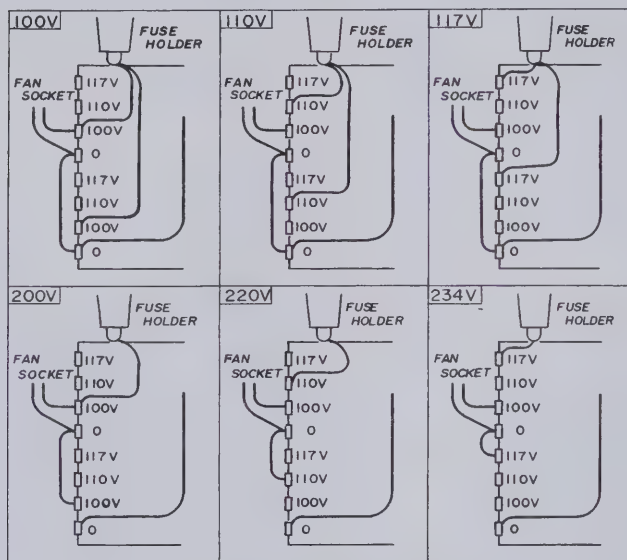 100V
FUSE
HOLDER
FAN
SOCKET
117V
110V
100V
0
117V
110V
100V
0
110V
FUSE
HOLDER
FAN
SOCKET
117V
110V
100V
0
117V
110V
100V
0
117V
FUSE
HOLDER
FAN
SOCKET
117V
110V
100V
0
117V
110V
100V
0
200V
FUSE
HOLDER
FAN
SOCKET
117V
110V
100V
0
117V
110V
100V
0
220V
FUSE
HOLDER
FAN
SOCKET
117V
110V
100V
0
117V
110V
100V
0
234V
FUSE
HOLDER
FAN
SOCKET
117V
110V
100V
0
117V
110V
100V
0